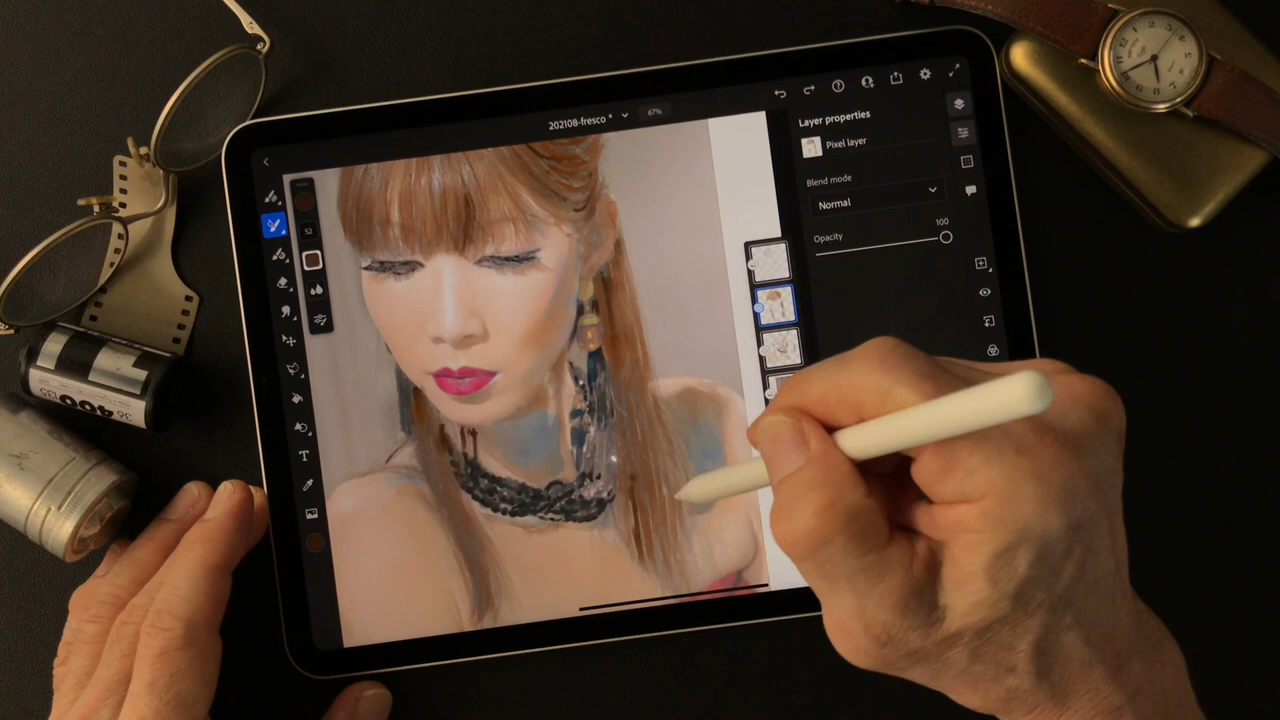 202108-fresco *
67%
Layer properties
Pixel layer
Blend mode
Normal
Opacity
100
52
T
400
36
135